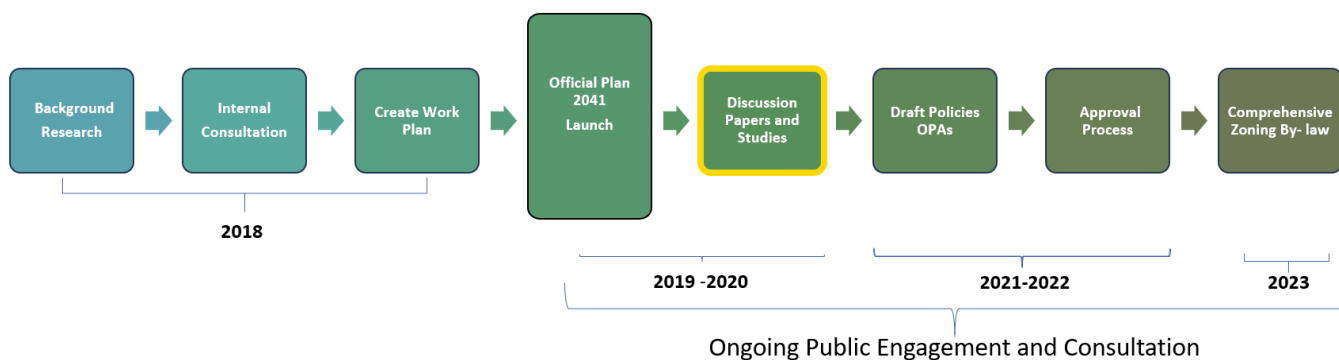 Background
Research
Internal
Consultation
Create Work
Plan
Official Plan
2041
Launch
Discussion
Papers and
Studies
Draft Policies
OPAs
Approval
Process
Comprehensive
Zoning By- law
2018
2019 -2020
2021-2022
2023
Ongoing Public Engagement and Consultation